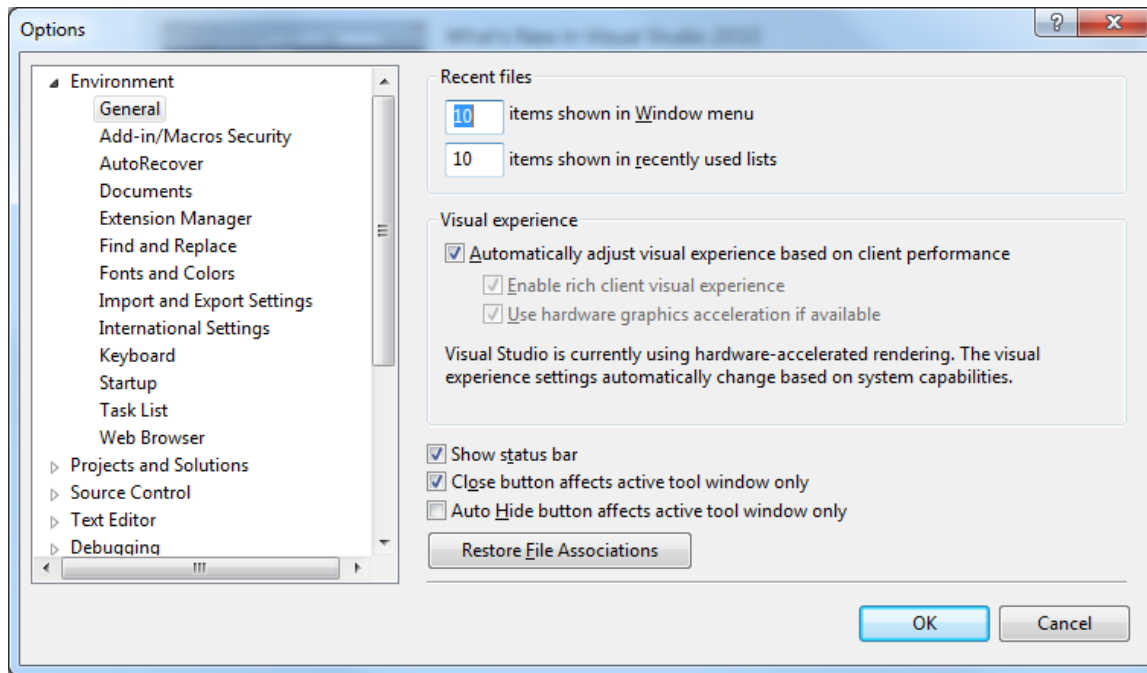 Options
What's New in Visual Studio 2010
Environment
General
Add-in/Macros Security
AutoRecover
Documents
Extension Manager
Find and Replace
Fonts and Colors
Import and Export Settings
International Settings
Keyboard
Startup
Task List
Web Browser
Projects and Solutions
Source Control
Text Editor
Debugging
Recent files
10 items shown in Window menu
10 items shown in recently used lists
Visual experience
Automatically adjust visual experience based on client performance
Enable rich client visual experience
Use hardware graphics acceleration if available
Visual Studio is currently using hardware-accelerated rendering. The visual
experience settings automatically change based on system capabilities.
Show status bar
Close button affects active tool window only
Auto Hide button affects active tool window only
Restore File Associations
OK
Cancel